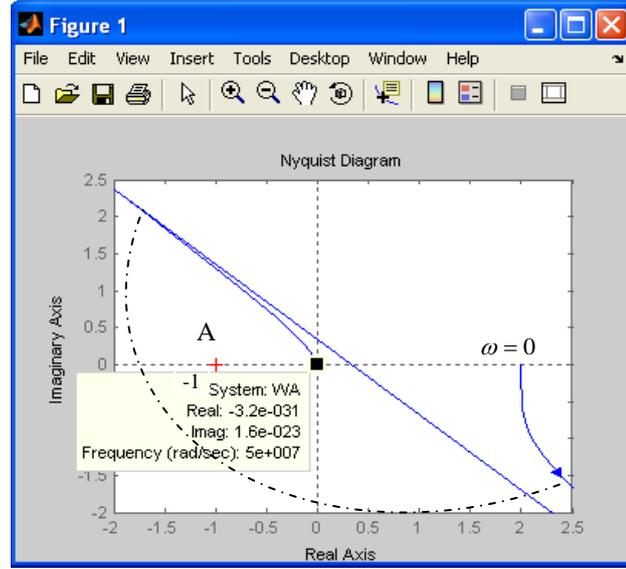 Figure 1
File Edit View Insert Tools Desktop Window Help
Nyquist Diagram
Imaginary Axis
2.5
2
1.5
1
0.5
0
-1.5
-2
A
-1
ω = 0
System: WA
Real: -3.2e-031
Imag: 1.6e-023
Frequency (rad/sec): 5e+007
-2 -1.5 -1 -0.5 0 0.5 1 1.5 2 2.5
Real Axis